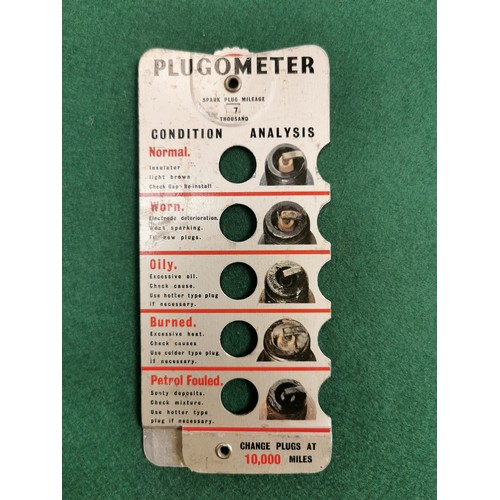 PLUGOMETER
SPARK PLUG MILEAGE
7
THOUSAND
CONDITION ANALYSIS
Normal.
Insulator
light brown
Check Gap-Re-install
Worn.
Electrode deterioration.
Weak sparking.
Fit new plugs.
Oily.
Excessive oil.
Check cause.
Use hotter type plug
if necessary.
Burned.
Excessive heat.
Check causes
Use colder type plug
if necessary.
Petrol Fouled.
Sooty deposits.
Check mixture.
Use hotter type
plug if necessary.
CHANGE PLUGS AT
10,000 MILES